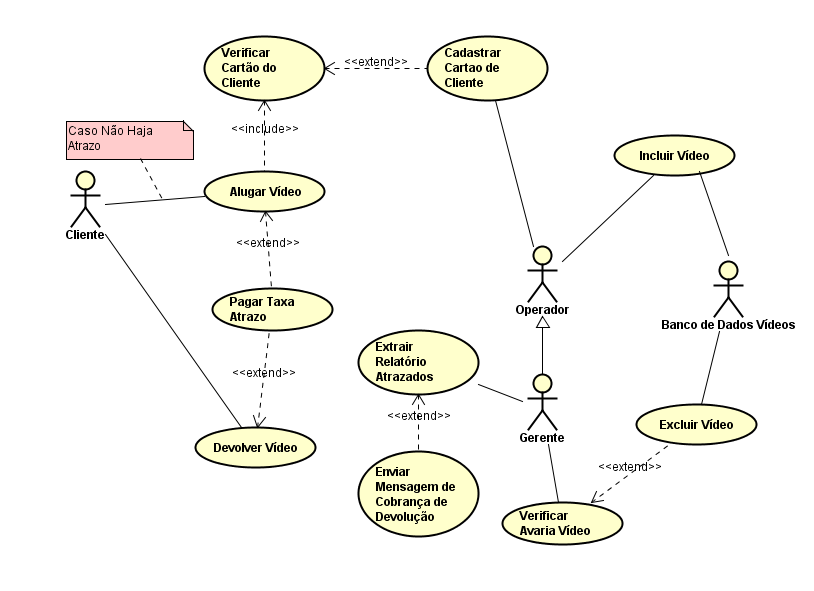 Verificar
Cartão do
Cliente
<<extend>>
Cadastrar
Cartao de
Cliente
Caso Não Haja
Atrazo
<<include>>
Incluir Vídeo
Alugar Vídeo
Cliente
<<extend>>
Pagar Taxa
Atrazo
Operador
Banco de Dados Vídeos
Extrair
Relatório
Atrazados
<<extend>>
<<extend>>
Gerente
Excluir Vídeo
Devolver Vídeo
<<extend>>
Enviar
Mensagem de
Cobrança de
Devolução
Verificar
Avaria Vídeo